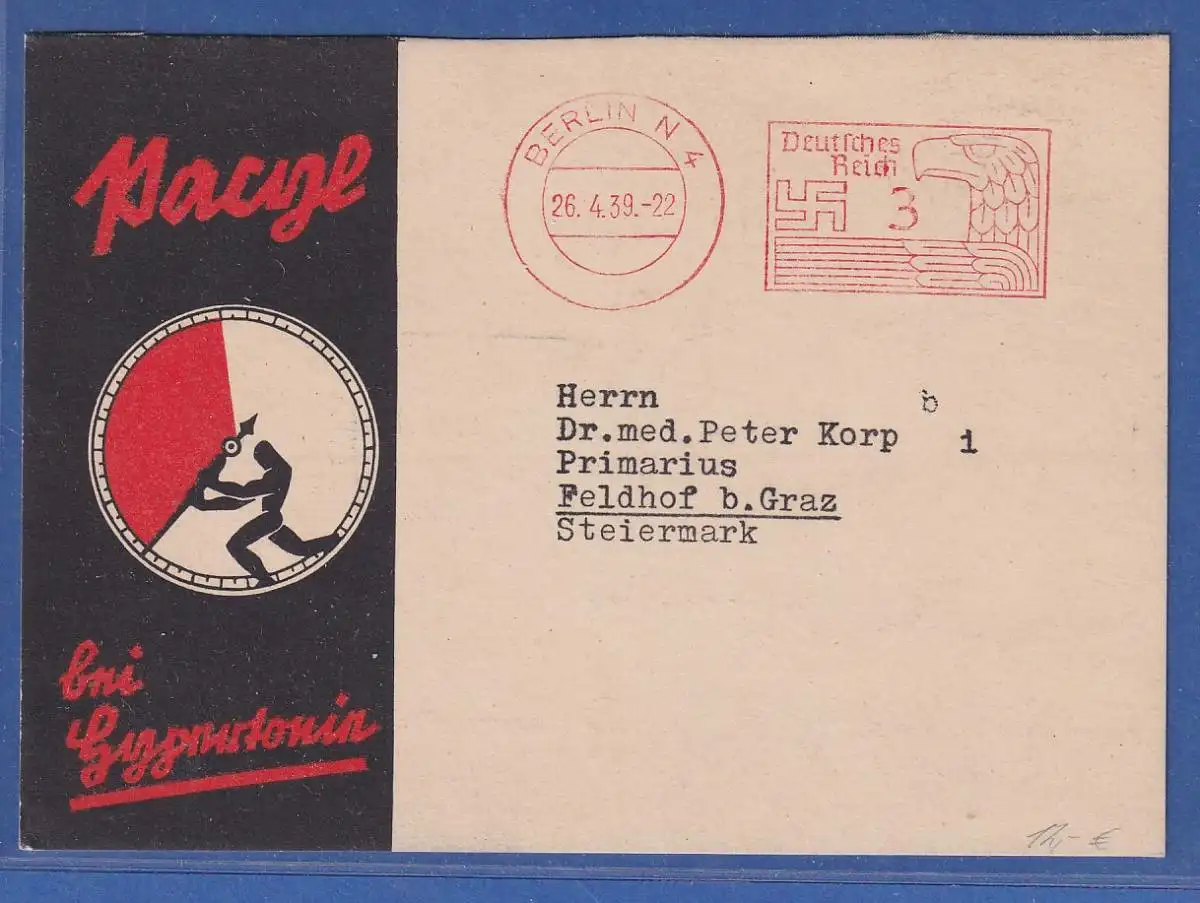 Pacyl
bei
Hypertonie
BERLIN N 4
26.4.39.-22
Deutsches
Reich
3
Herrn b
Dr.med.Peter Korp 1
Primarius
Feldhof b.Graz
Steiermark